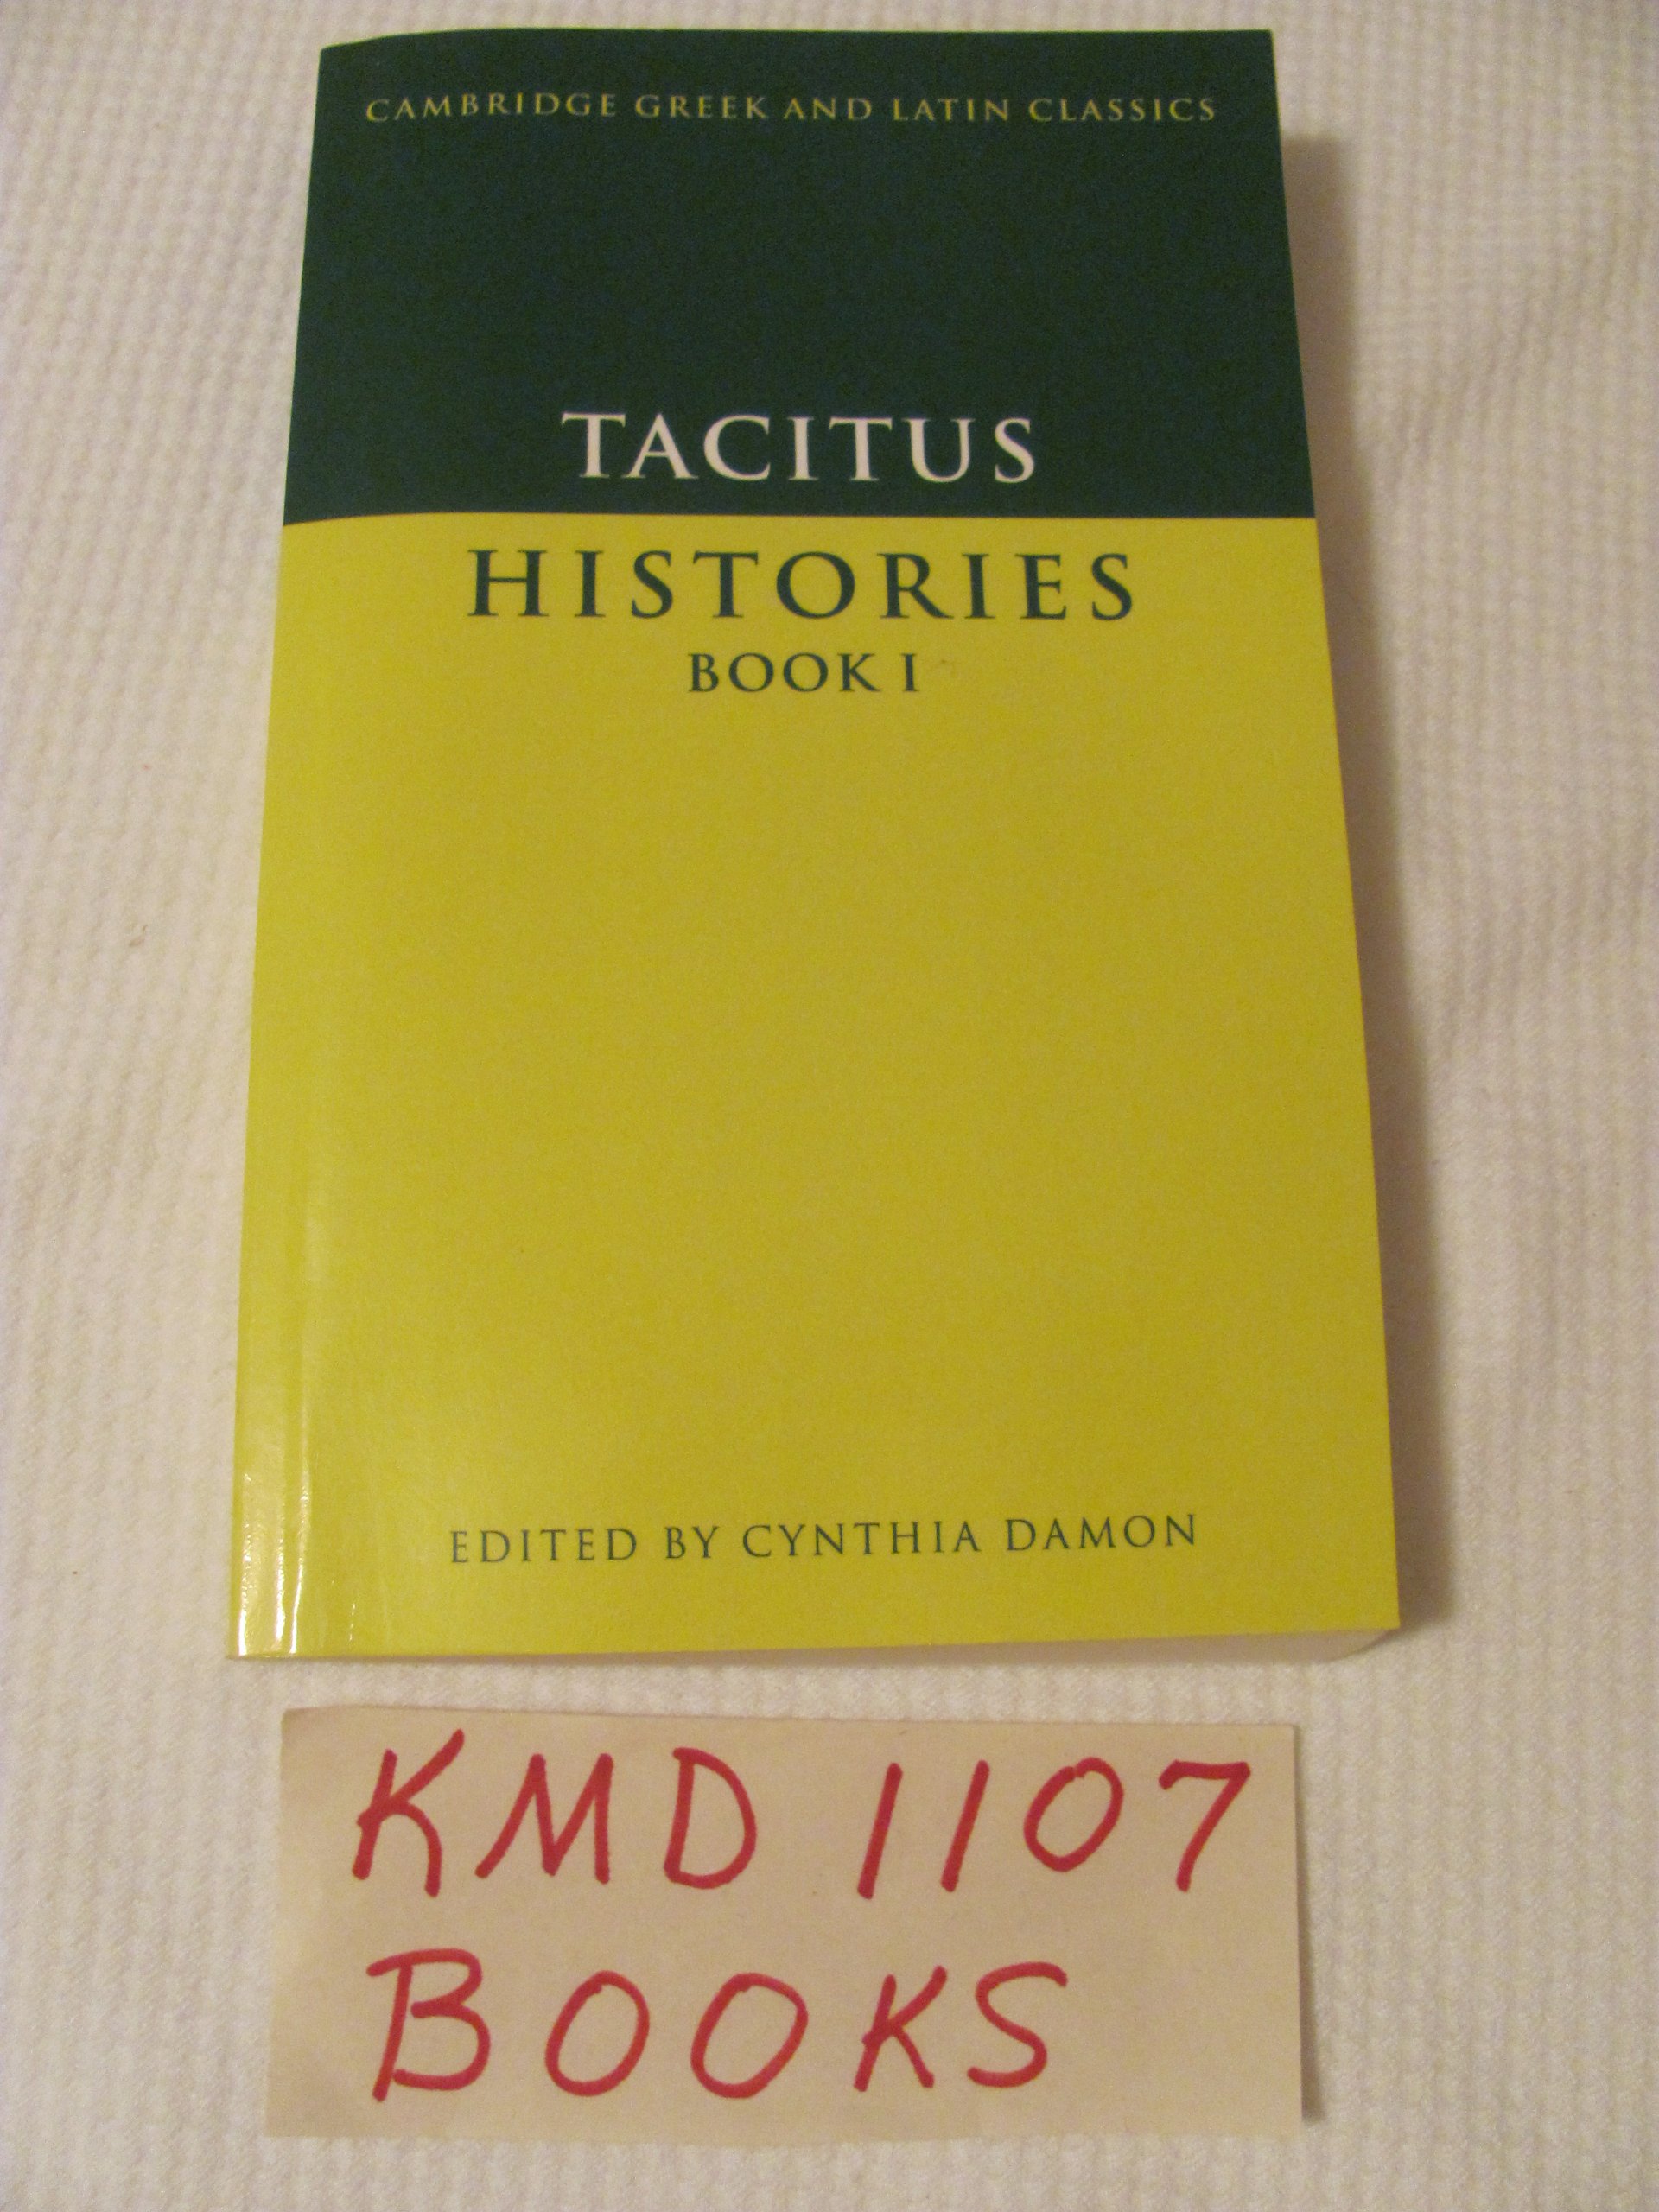 CAMBRIDGE GREEK AND LATIN CLASSICS
TACITUS
HISTORIES
BOOK I
EDITED BY CYNTHIA DAMON
KMD 1107
BOOKS